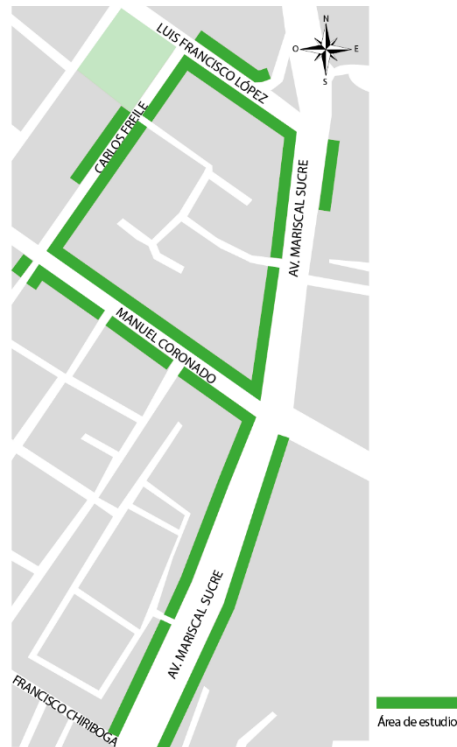 N
LUIS FRANCISCO LÓPEZ
O
E
S
CARLOS FREILE
AV. MARISCAL SUCRE
MANUEL CORONADO
AV. MARISCAL SUCRE
FRANCISCO CHIRIBOGA
Área de estudio